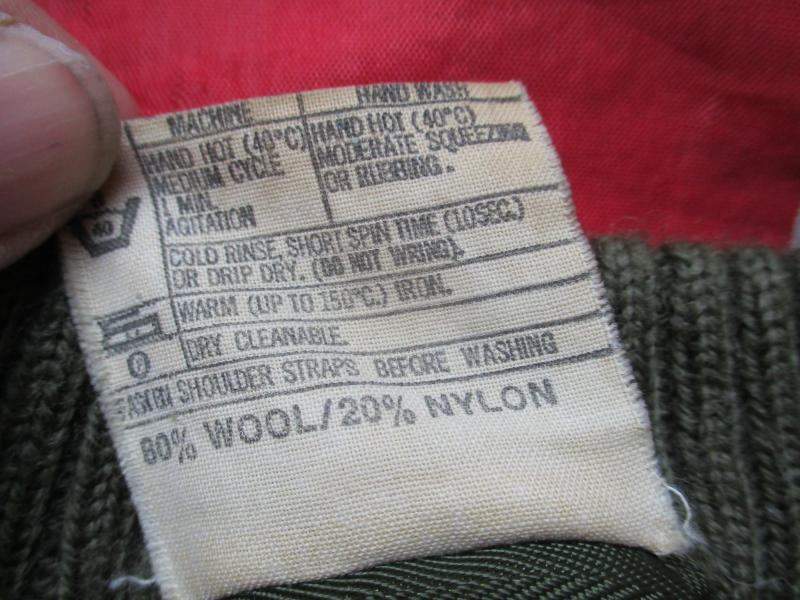 MACHINE
HAND WASH
HAND HOT (40°C)
MEDIUM CYCLE
1 MIN.
AGITATION
HAND HOT (40°C)
MODERATE SQUEEZING
OR RUBBING.
40
COLD RINSE, SHORT SPIN TIME (10SEC.)
OR DRIP DRY. (DO NOT WRING).
WARM (UP TO 150°C.) IRON.
DRY CLEANABLE.
FASTEN SHOULDER STRAPS BEFORE WASHING
80% WOOL/20% NYLON